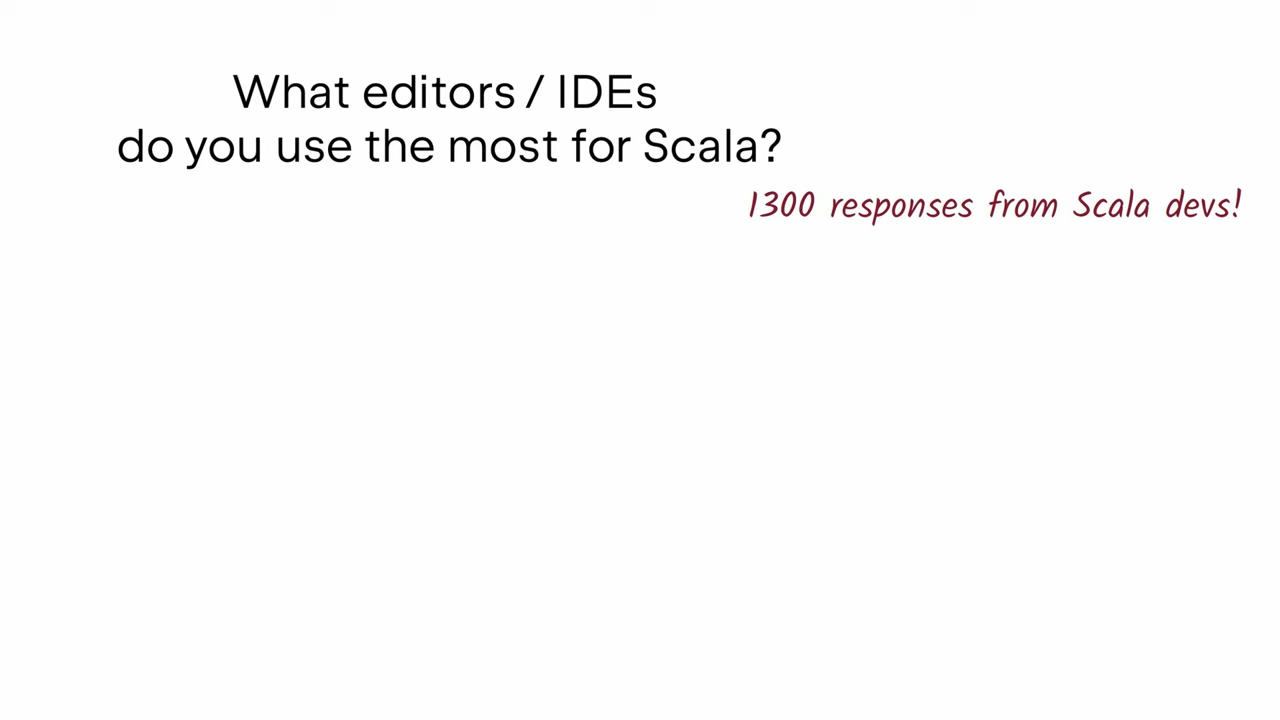 What editors / IDEs
do you use the most for Scala?
1300 responses from Scala devs!